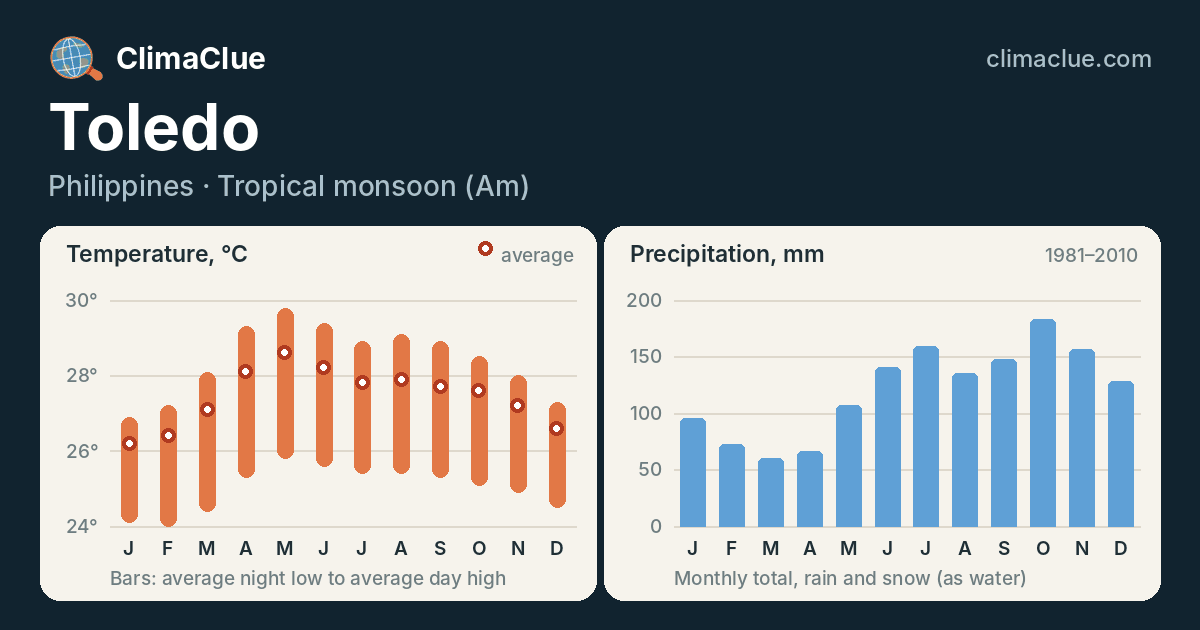 ClimaClue
climaclue.com
Toledo
Philippines · Tropical monsoon (Am)
Temperature, °C
average
30°
28°
26°
24°
J F M A M J J A S O N D
Bars: average night low to average day high
Precipitation, mm
1981–2010
200
150
100
50
0
J F M A M J J A S O N D
Monthly total, rain and snow (as water)